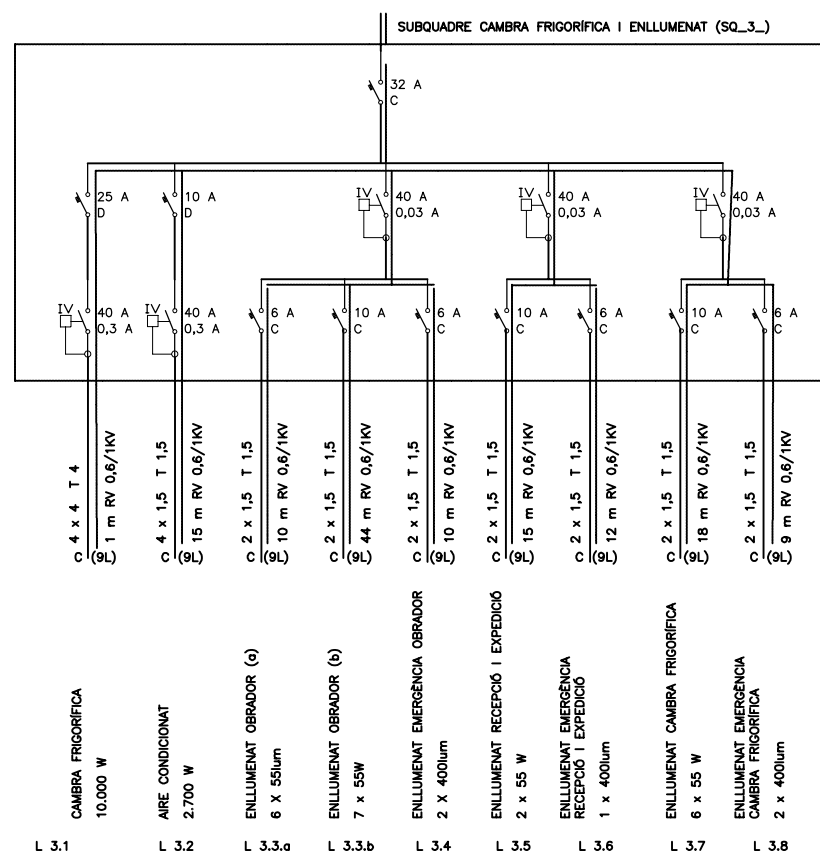 SUBQUADRE CAMBRA FRIGORÍFICA I ENLLUMENAT (SQ_3_)
32 A
C
25 A
D
10 A
D
IV
40 A
0,03 A
IV
40 A
0,03 A
IV
40 A
0,03 A
IV
40 A
0,3 A
IV
40 A
0,3 A
6 A
C
10 A
C
6 A
C
10 A
C
6 A
C
10 A
C
6 A
C
4 x 4 T 4
1 m RV 0,6/1KV
4 x 1,5 T 1,5
15 m RV 0,6/1KV
2 x 1,5 T 1,5
10 m RV 0,6/1KV
2 x 1,5 T 1,5
44 m RV 0,6/1KV
2 x 1,5 T 1,5
10 m RV 0,6/1KV
2 x 1,5 T 1,5
15 m RV 0,6/1KV
2 x 1,5 T 1,5
12 m RV 0,6/1KV
2 x 1,5 T 1,5
18 m RV 0,6/1KV
2 x 1,5 T 1,5
9 m RV 0,6/1KV
C (9L)
C (9L)
C (9L)
C (9L)
C (9L)
C (9L)
C (9L)
C (9L)
C (9L)
CAMBRA FRIGORÍFICA
10.000 W
AIRE CONDICIONAT
2.700 W
ENLLUMENAT OBRADOR (a)
6 X 55lum
ENLLUMENAT OBRADOR (b)
7 x 55W
ENLLUMENAT EMERGÈNCIA OBRADOR
2 X 400lum
ENLLUMENAT RECEPCIÓ I EXPEDICIÓ
2 x 55 W
ENLLUMENAT EMERGÈNCIA
RECEPCIÓ I EXPEDICIÓ
1 x 400lum
ENLLUMENAT CAMBRA FRIGORÍFICA
6 x 55 W
ENLLUMENAT EMERGÈNCIA
CAMBRA FRIGORÍFICA
2 x 400lum
L 3.1
L 3.2
L 3.3.a
L 3.3.b
L 3.4
L 3.5
L 3.6
L 3.7
L 3.8